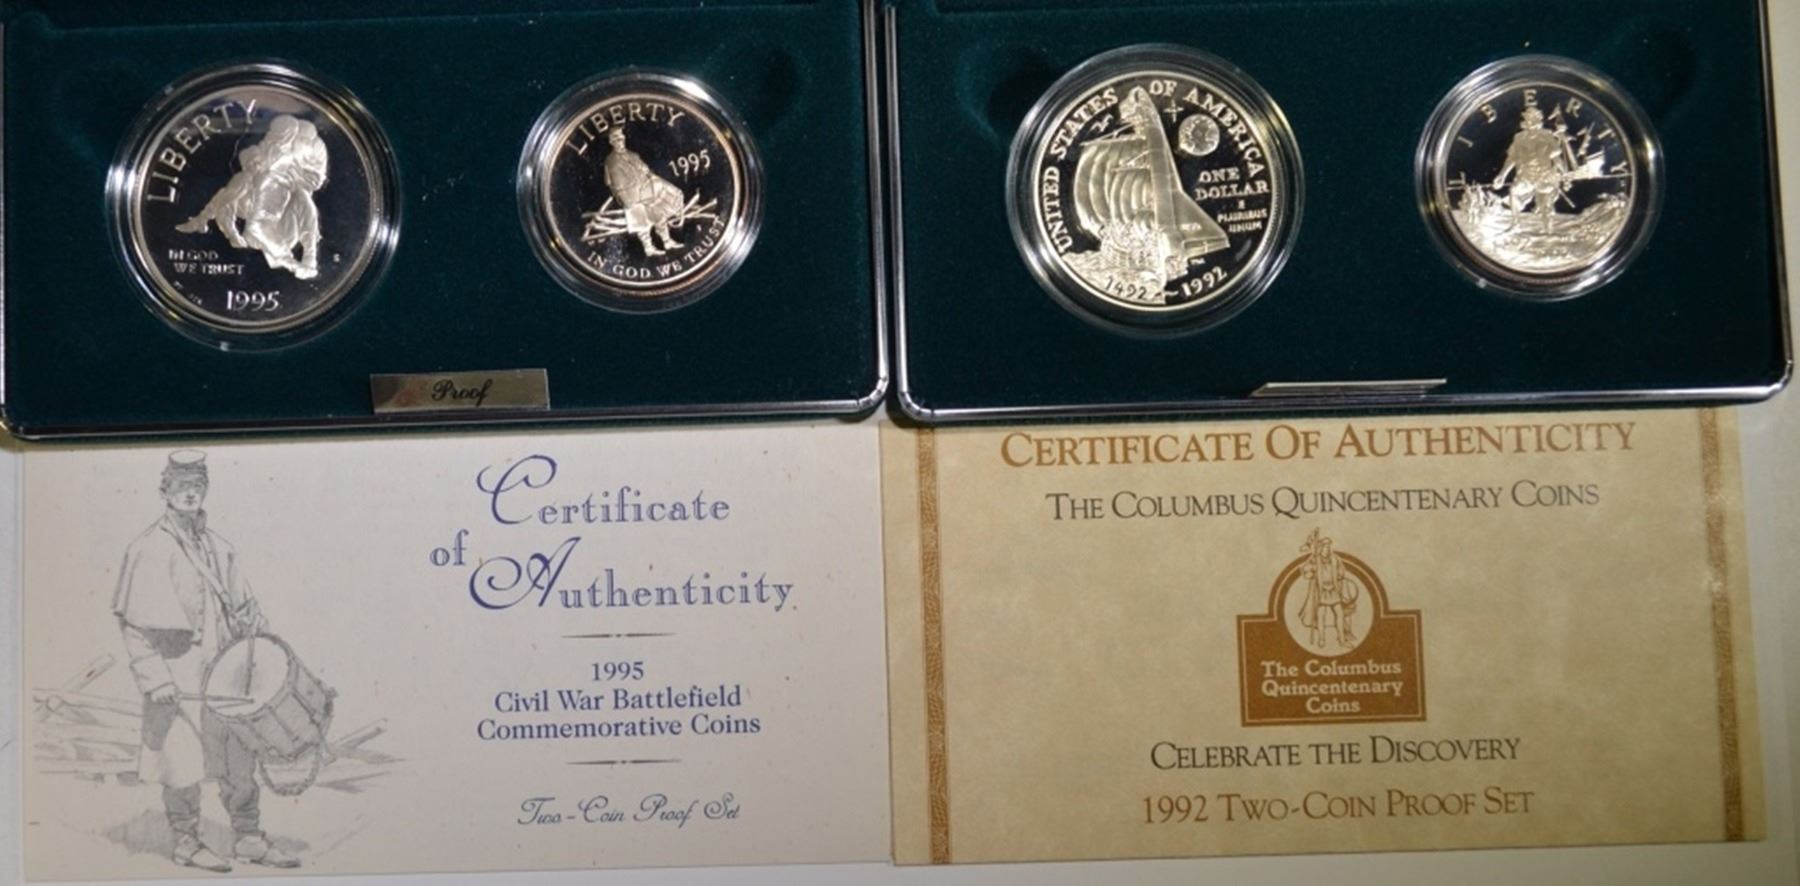 LIBERTY
IN GOD
WE TRUST
S
1995
LIBERTY
1995
IN GOD WE TRUST
UNITED STATES OF AMERICA
ONE
DOLLAR
E
PLURIBUS
UNUM
1492~1992
LIBERTY
Proof
Certificate
of Authenticity
1995
Civil War Battlefield
Commemorative Coins
Two-Coin Proof Set
CERTIFICATE OF AUTHENTICITY
THE COLUMBUS QUINCENTENARY COINS
The Columbus
Quincentenary
Coins
CELEBRATE THE DISCOVERY
1992 TWO-COIN PROOF SET